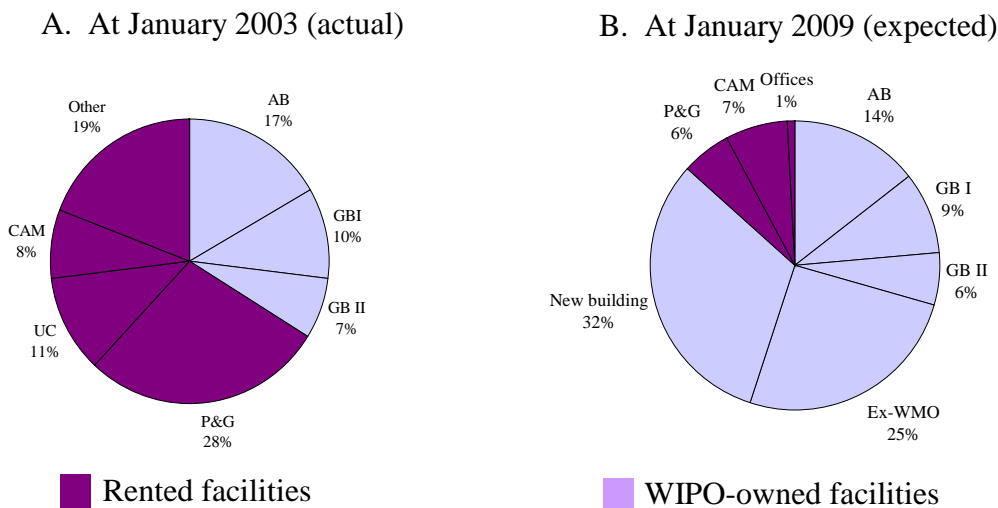 A. At January 2003 (actual)
Other
19%
AB
17%
GBI
10%
GB II
7%
P&G
28%
UC
11%
CAM
8%
Rented facilities
B. At January 2009 (expected)
P&G
6%
CAM
7%
Offices
1%
AB
14%
GB I
9%
GB II
6%
Ex-WMO
25%
New building
32%
WIPO-owned facilities